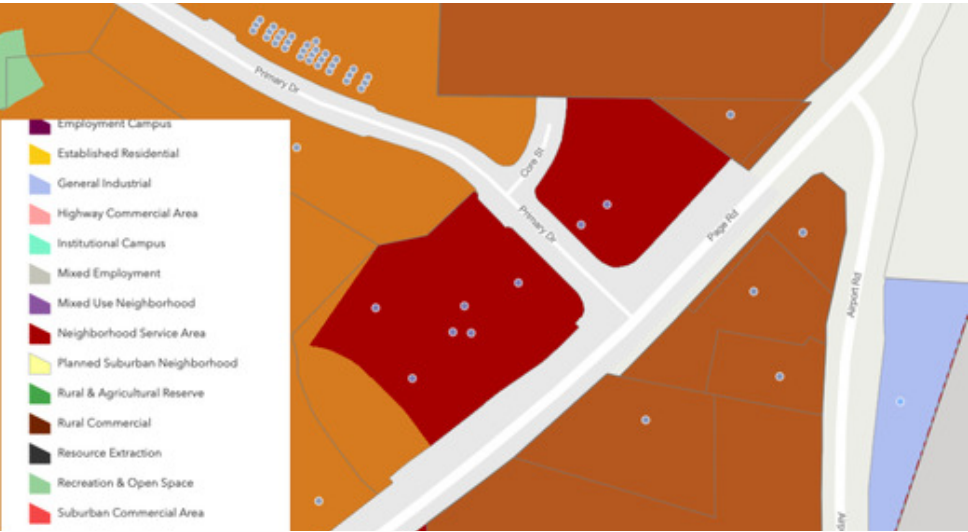 Primary Dr
Employment Campus
Established Residential
General Industrial
Highway Commercial Area
Institutional Campus
Mixed Employment
Mixed Use Neighborhood
Neighborhood Service Area
Planned Suburban Neighborhood
Rural & Agricultural Reserve
Rural Commercial
Resource Extraction
Recreation & Open Space
Suburban Commercial Area
Core St
Primary Dr
Page Rd
Airport Rd